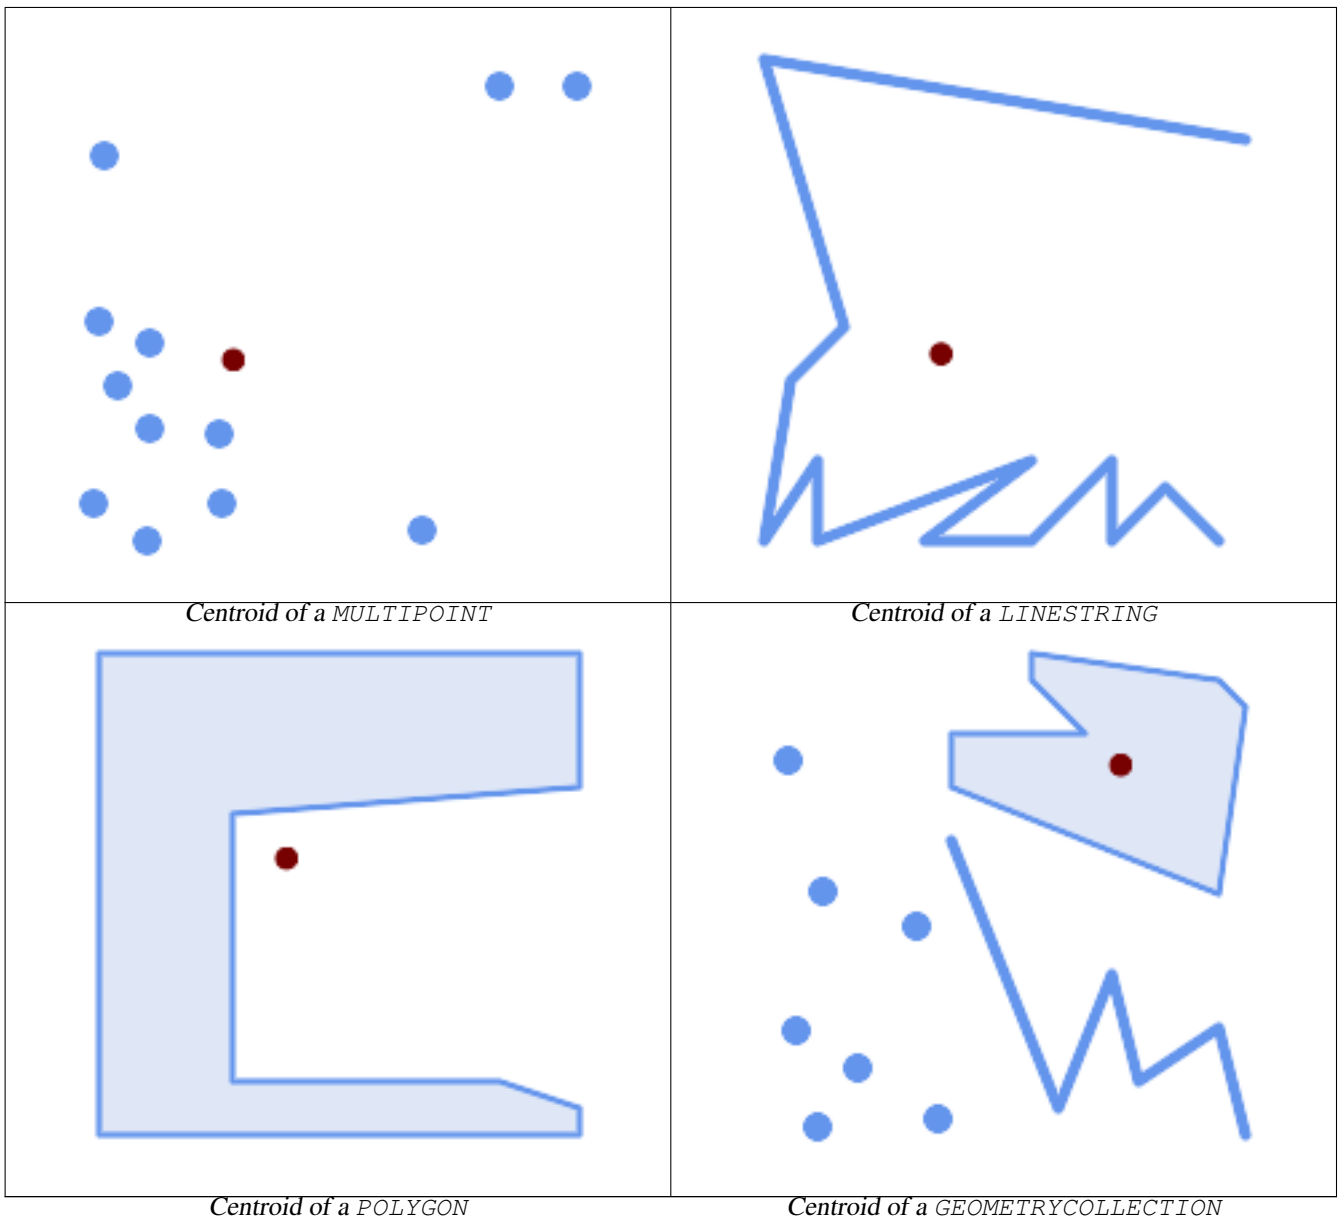 Centroid of a MULTIPOINT
Centroid of a LINESTRING
Centroid of a POLYGON
Centroid of a GEOMETRYCOLLECTION